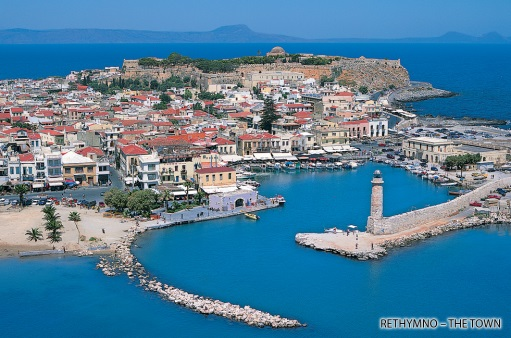 RETHYMNO – THE TOWN